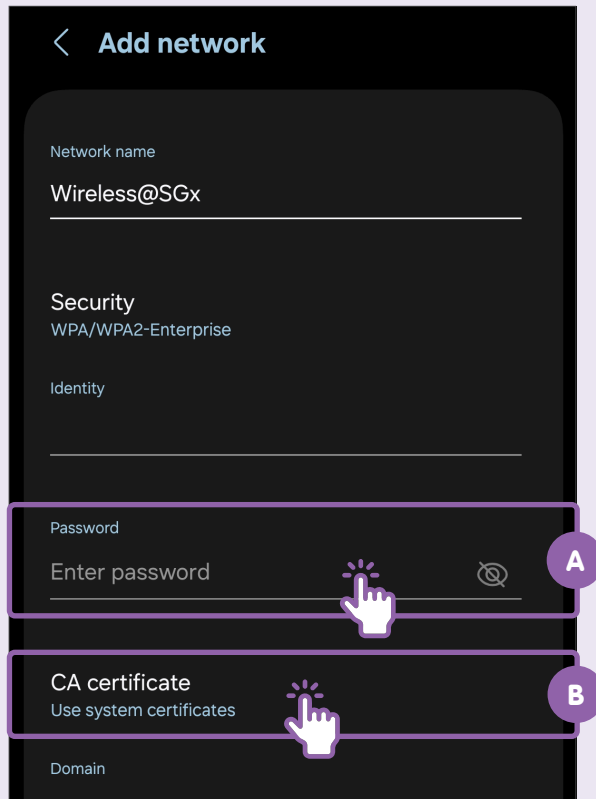 Add network
Network name
Wireless@SGx
Security
WPA/WPA2-Enterprise
Identity
Password
Enter password
A
CA certificate
Use system certificates
B
Domain